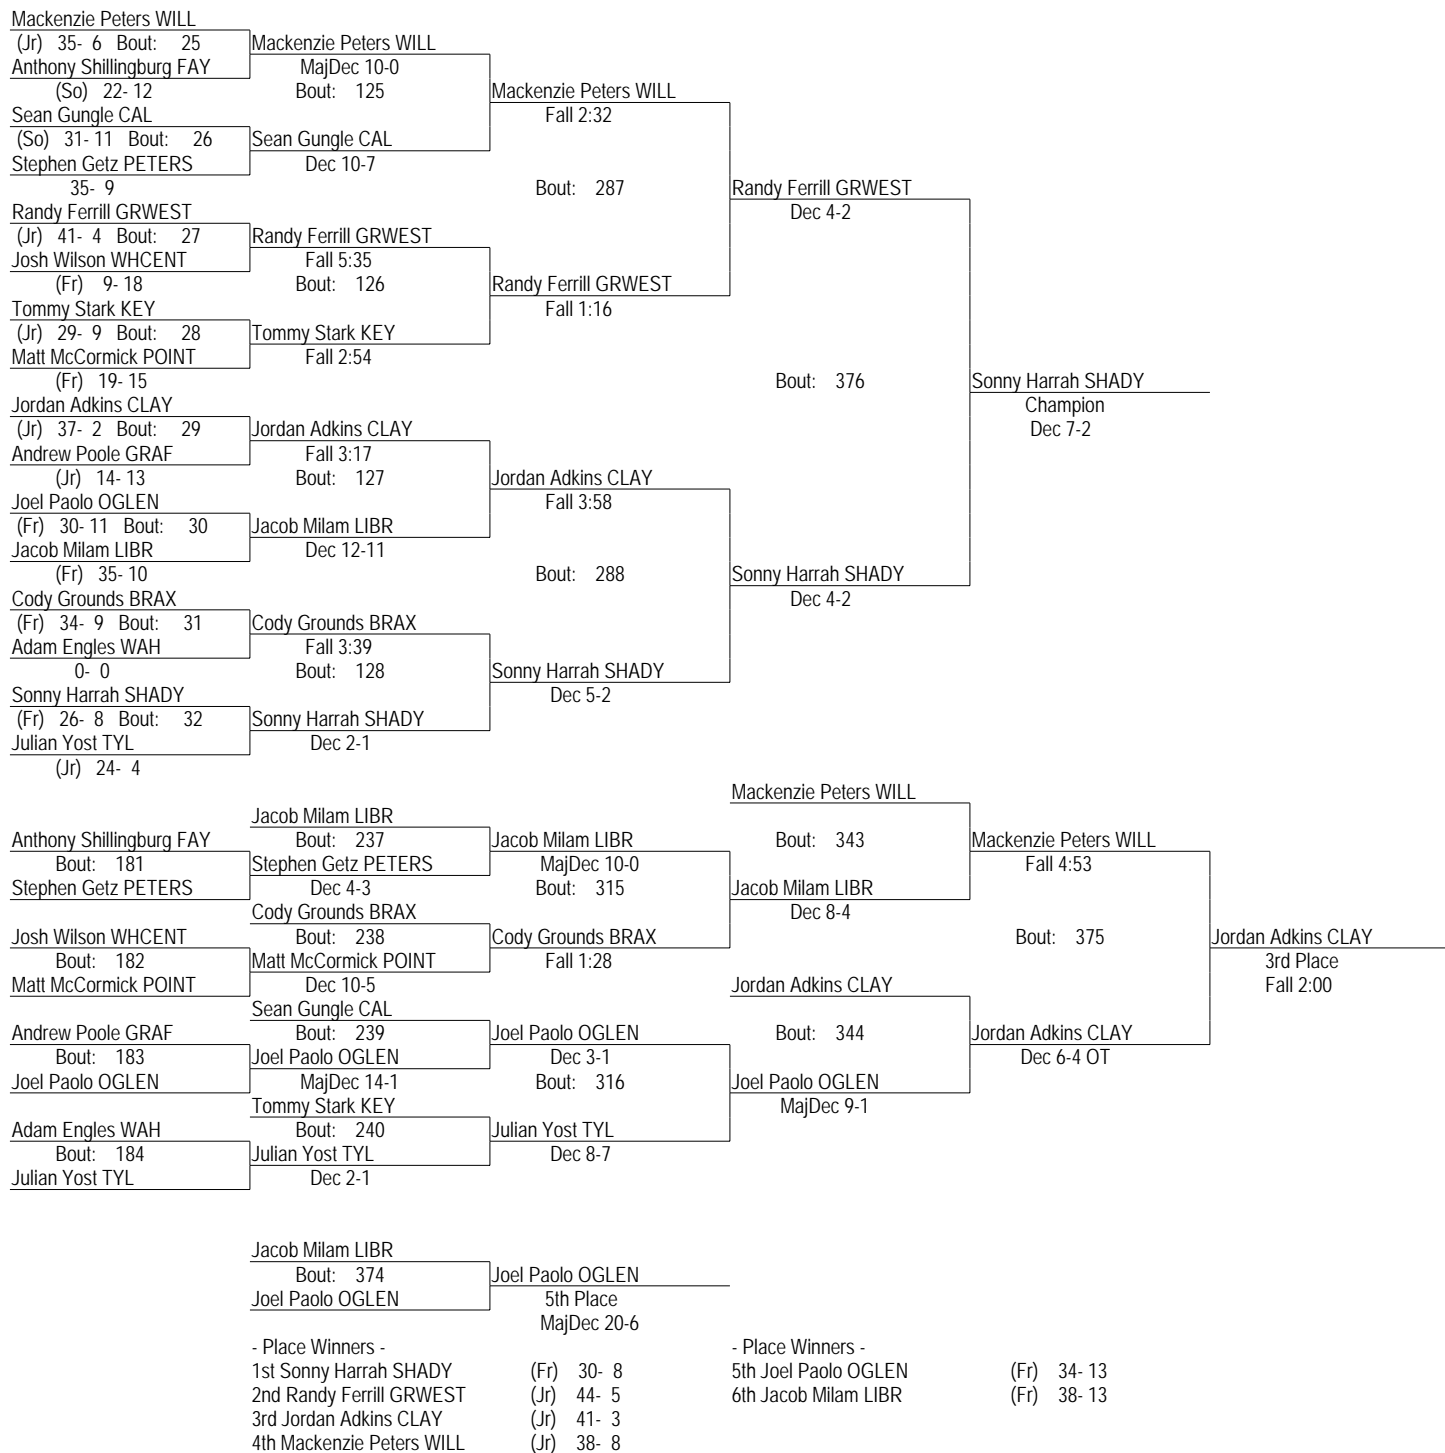 Mackenzie Peters WILL
(Jr) 35- 6 Bout: 25 Mackenzie Peters WILL
Anthony Shillingburg FAY MajDec 10-0
(So) 22- 12 Bout: 125 Mackenzie Peters WILL
Sean Gungle CAL Fall 2:32
(So) 31- 11 Bout: 26 Sean Gungle CAL
Stephen Getz PETERS Dec 10-7
35- 9 Bout: 287 Randy Ferrill GRWEST
Randy Ferrill GRWEST Dec 4-2
(Jr) 41- 4 Bout: 27 Randy Ferrill GRWEST
Josh Wilson WHCENT Fall 5:35
(Fr) 9- 18 Bout: 126 Randy Ferrill GRWEST
Tommy Stark KEY Fall 1:16
(Jr) 29- 9 Bout: 28 Tommy Stark KEY
Matt McCormick POINT Fall 2:54
(Fr) 19- 15 Bout: 376 Sonny Harrah SHADY
Jordan Adkins CLAY Champion
(Jr) 37- 2 Bout: 29 Jordan Adkins CLAY Dec 7-2
Andrew Poole GRAF Fall 3:17
(Jr) 14- 13 Bout: 127 Jordan Adkins CLAY
Joel Paolo OGLEN Fall 3:58
(Fr) 30- 11 Bout: 30 Jacob Milam LIBR
Jacob Milam LIBR Dec 12-11
(Fr) 35- 10 Bout: 288 Sonny Harrah SHADY
Cody Grounds BRAX Dec 4-2
(Fr) 34- 9 Bout: 31 Cody Grounds BRAX
Adam Engles WAH Fall 3:39
0- 0 Bout: 128 Sonny Harrah SHADY
Sonny Harrah SHADY Dec 5-2
(Fr) 26- 8 Bout: 32 Sonny Harrah SHADY
Julian Yost TYL Dec 2-1
(Jr) 24- 4
Mackenzie Peters WILL
Jacob Milam LIBR
Anthony Shillingburg FAY Bout: 237 Jacob Milam LIBR Bout: 343 Mackenzie Peters WILL
Bout: 181 Stephen Getz PETERS MajDec 10-0 Fall 4:53
Stephen Getz PETERS Dec 4-3 Bout: 315 Jacob Milam LIBR
Cody Grounds BRAX Dec 8-4
Josh Wilson WHCENT Bout: 238 Cody Grounds BRAX Bout: 375 Jordan Adkins CLAY
Bout: 182 Matt McCormick POINT Fall 1:28 3rd Place
Matt McCormick POINT Dec 10-5 Jordan Adkins CLAY Fall 2:00
Sean Gungle CAL
Andrew Poole GRAF Bout: 239 Joel Paolo OGLEN Bout: 344 Jordan Adkins CLAY
Bout: 183 Joel Paolo OGLEN Dec 3-1 Dec 6-4 OT
Joel Paolo OGLEN MajDec 14-1 Bout: 316 Joel Paolo OGLEN
Tommy Stark KEY MajDec 9-1
Adam Engles WAH Bout: 240 Julian Yost TYL
Bout: 184 Julian Yost TYL Dec 8-7
Julian Yost TYL Dec 2-1
Jacob Milam LIBR
Bout: 374 Joel Paolo OGLEN
Joel Paolo OGLEN 5th Place
MajDec 20-6
- Place Winners - - Place Winners -
1st Sonny Harrah SHADY (Fr) 30- 8 5th Joel Paolo OGLEN (Fr) 34- 13
2nd Randy Ferrill GRWEST (Jr) 44- 5 6th Jacob Milam LIBR (Fr) 38- 13
3rd Jordan Adkins CLAY (Jr) 41- 3
4th Mackenzie Peters WILL (Jr) 38- 8